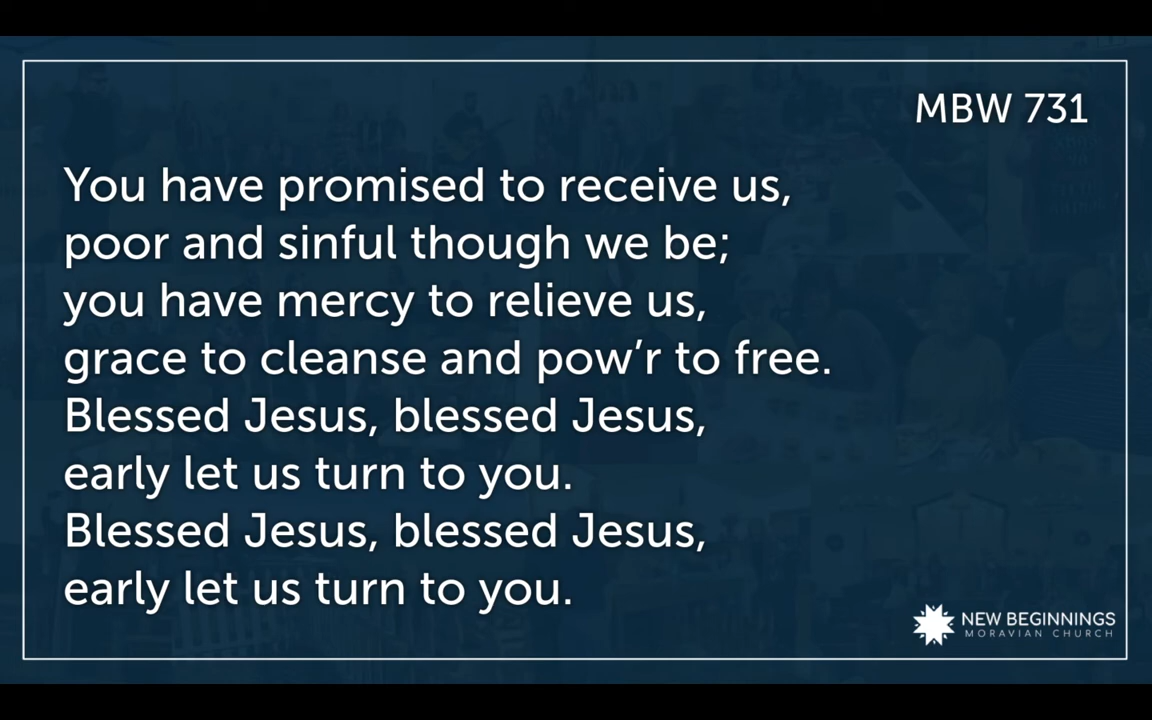 MBW 731
You have promised to receive us,
poor and sinful though we be;
you have mercy to relieve us,
grace to cleanse and pow’r to free.
Blessed Jesus, blessed Jesus,
early let us turn to you.
Blessed Jesus, blessed Jesus,
early let us turn to you.
NEW BEGINNINGS
MORAVIAN CHURCH